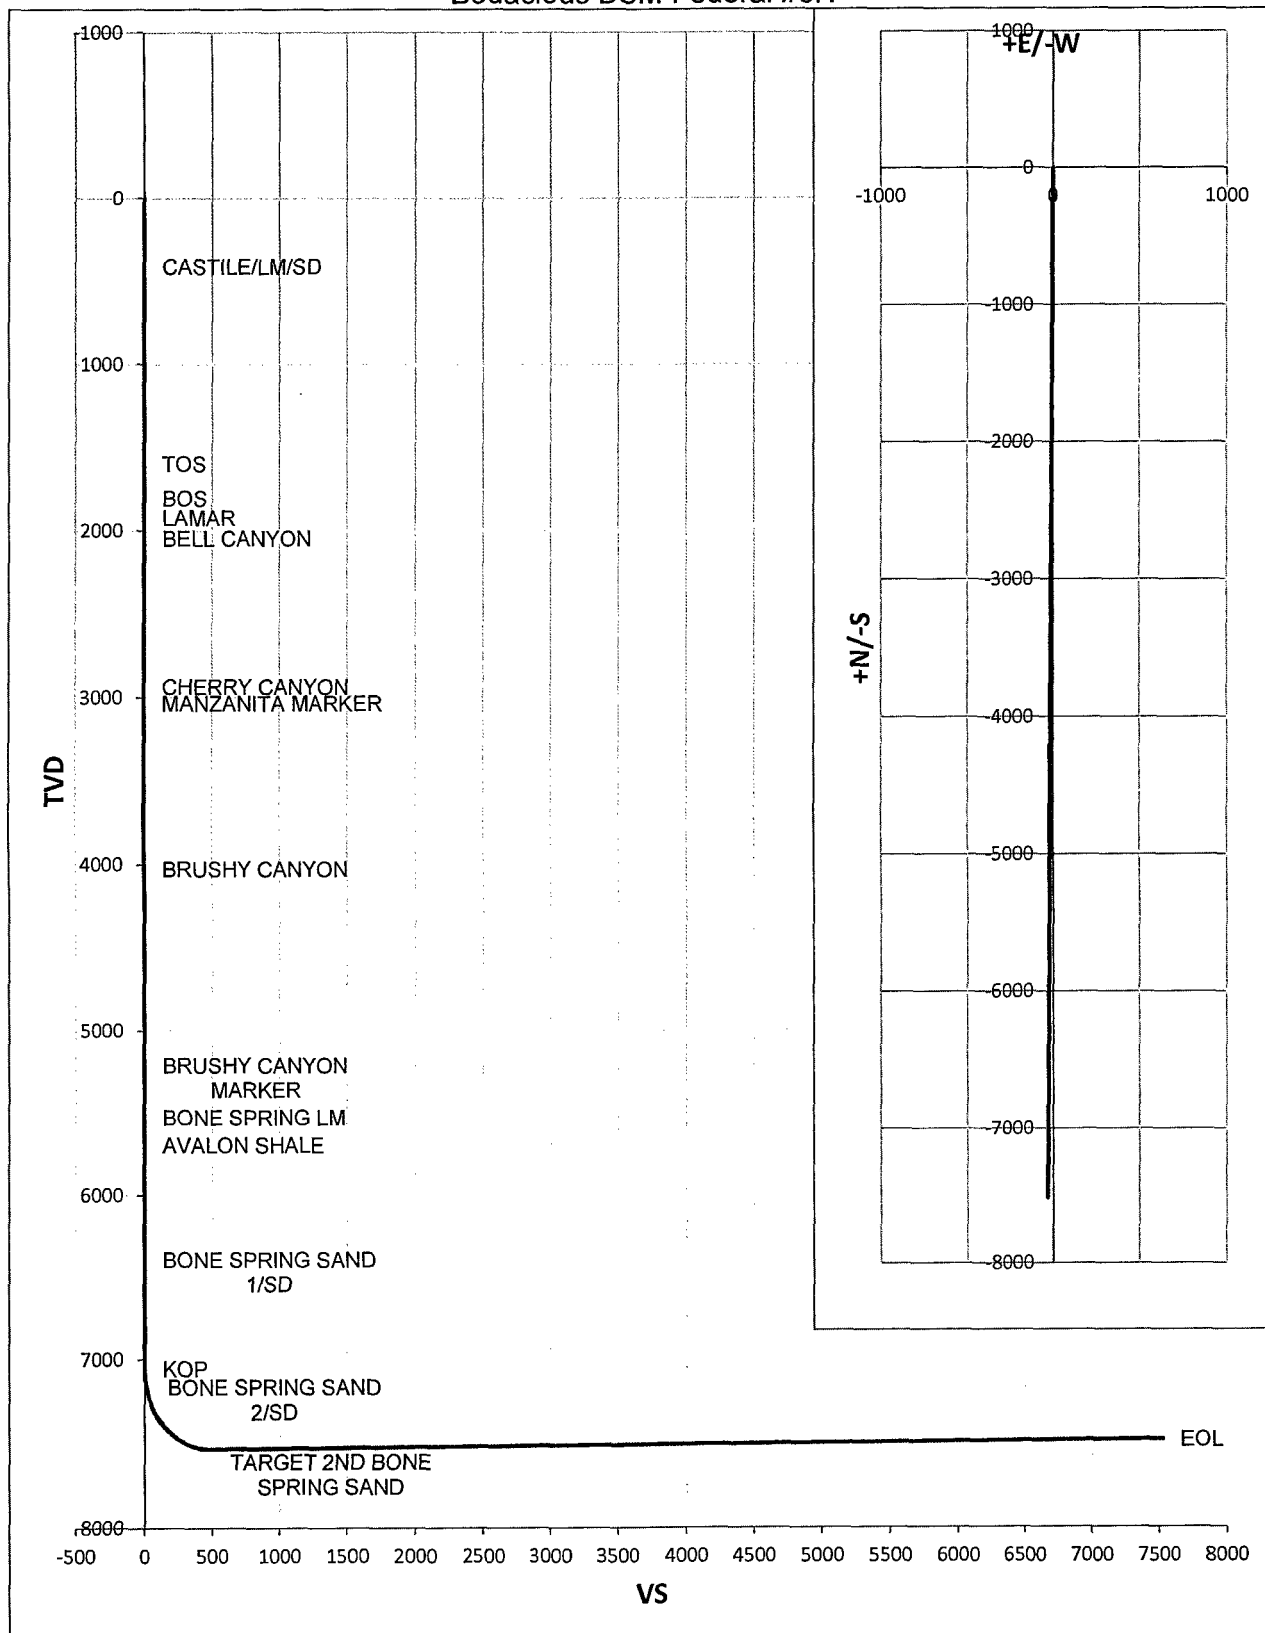 1000
0
CASTILE/LM/SD
1000
TOS
BOS
LAMAR
2000
BELL CANYON
CHERRY CANYON
3000
MANZANITA MARKER
TVD
4000
BRUSHY CANYON
5000
BRUSHY CANYON
MARKER
BONE SPRING LM
AVALON SHALE
6000
BONE SPRING SAND
1/SD
7000
KOP
BONE SPRING SAND
2/SD
EOL
TARGET 2ND BONE
SPRING SAND
8000
-500 0 500 1000 1500 2000 2500 3000 3500 4000 4500 5000 5500 6000 6500 7000 7500 8000
VS
1000
+E/-W
0
-1000 0 1000
-1000
-2000
-3000
+N/-S
-4000
-5000
-6000
-7000
-8000